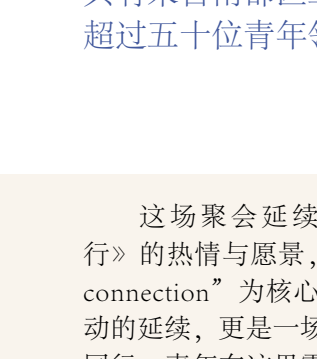 超过五十位青年
这场聚会延续
行》的热情与愿景，
connection”为核心
动的延续，更是一场